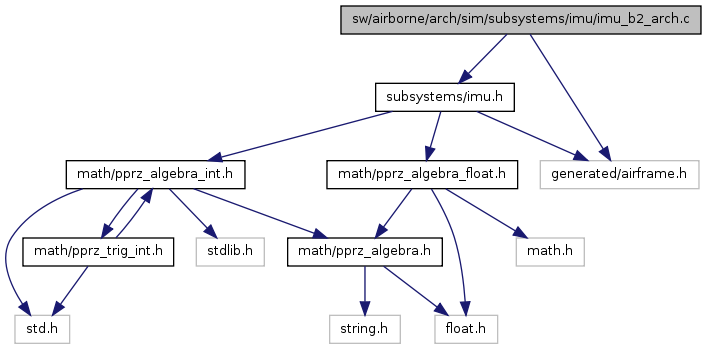 sw/airborne/arch/sim/subsystems/imu/imu_b2_arch.c
subsystems/imu.h
math/pprz_algebra_int.h
math/pprz_algebra_float.h
generated/airframe.h
math/pprz_trig_int.h
stdlib.h
math/pprz_algebra.h
math.h
std.h
string.h
float.h